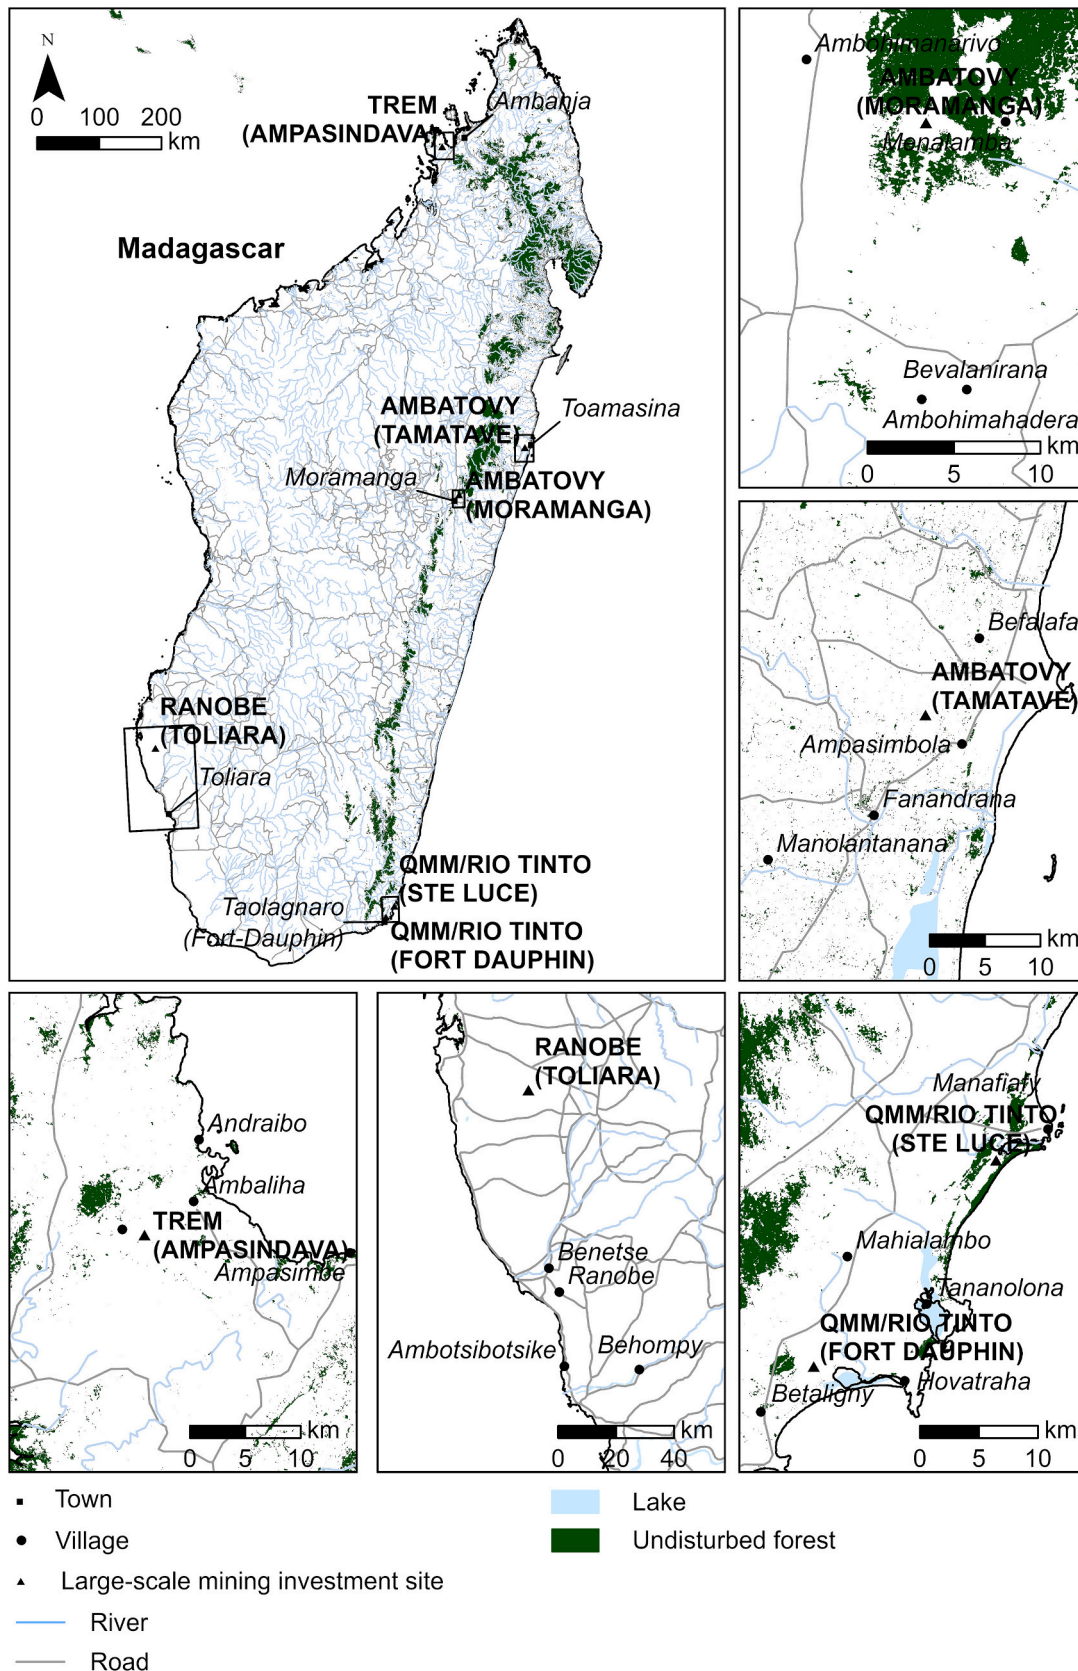 N
0 100 200 km
Madagascar
TREM
(AMPASINDAVA)
Ambanja
AMBATOVY
(TAMATAVE)
Toamasina
Moramanga
AMBATOVY
(MORAMANGA)
RANOBE
(TOLIARA)
Toliara
QMM/RIO TINTO
(STE LUCE)
Taolagnaro
(Fort-Dauphin)
QMM/RIO TINTO
(FORT DAUPHIN)
Ambohimanarivo
AMBATOVY
(MORAMANGA)
Menalamba
Bevalanirana
Ambohimahadera
km
0 5 10
Befalafa
AMBATOVY
(TAMATAVE)
Ampasimbola
Fanandrana
Manolantanana
km
0 5 10
Andraibo
Ambaliha
TREM
(AMPASINDAVA)
Ampasimbe
km
0 5 10
RANOBE
(TOLIARA)
Benetse
Ranobe
Ambotsibotsike
Behompy
km
0 20 40
Manafiafy
QMM/RIO TINTO
(STE LUCE)
Mahialambo
Tananolona
QMM/RIO TINTO
(FORT DAUPHIN)
Hovatraha
Betaligny
km
0 5 10
Town
Village
Large-scale mining investment site
River
Road
Lake
Undisturbed forest